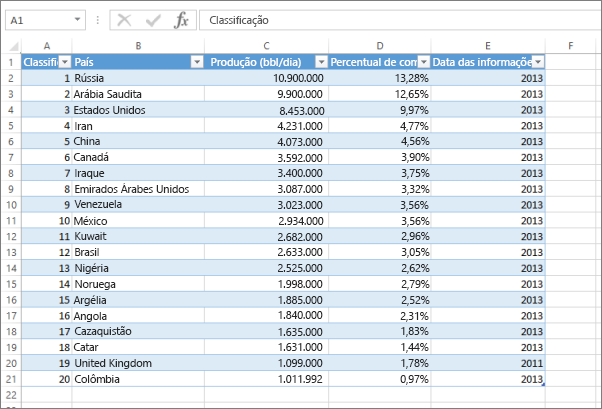 A1 fx Classificação
A B C D E F
1 Classific País Produção (bbl/dia) Percentual de com Data das informaçõe
2 1 Rússia 10.900.000 13,28% 2013
3 2 Arábia Saudita 9.900.000 12,65% 2013
4 3 Estados Unidos 8.453.000 9,97% 2013
5 4 Iran 4.231.000 4,77% 2013
6 5 China 4.073.000 4,56% 2013
7 6 Canadá 3.592.000 3,90% 2013
8 7 Iraque 3.400.000 3,75% 2013
9 8 Emirados Árabes Unidos 3.087.000 3,32% 2013
10 9 Venezuela 3.023.000 3,56% 2013
11 10 México 2.934.000 3,56% 2013
12 11 Kuwait 2.682.000 2,96% 2013
13 12 Brasil 2.633.000 3,05% 2013
14 13 Nigéria 2.525.000 2,62% 2013
15 14 Noruega 1.998.000 2,79% 2013
16 15 Argélia 1.885.000 2,52% 2013
17 16 Angola 1.840.000 2,31% 2013
18 17 Cazaquistão 1.635.000 1,83% 2013
19 18 Catar 1.631.000 1,44% 2013
20 19 United Kingdom 1.099.000 1,78% 2011
21 20 Colômbia 1.011.992 0,97% 2013
22